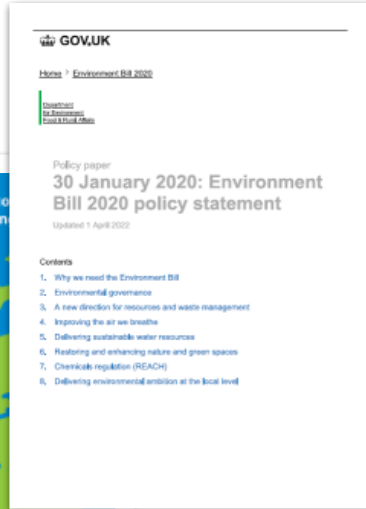 GOV.UK
Home > Environment Bill 2020
Department
for Environment
Food & Rural Affairs
Policy paper
30 January 2020: Environment
Bill 2020 policy statement
Updated 1 April 2022
Contents
1. Why we need the Environment Bill
2. Environmental governance
3. A new direction for resources and waste management
4. Improving the air we breathe
5. Delivering sustainable water resources
6. Restoring and enhancing nature and green spaces
7. Chemicals regulation (REACH)
8. Delivering environmental ambition at the local level